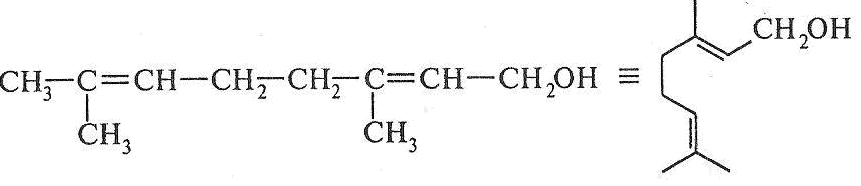 CH₂OH
CH₃—C=CH—CH₂—CH₂—C=CH—CH₂OH ≡
CH₃ CH₃